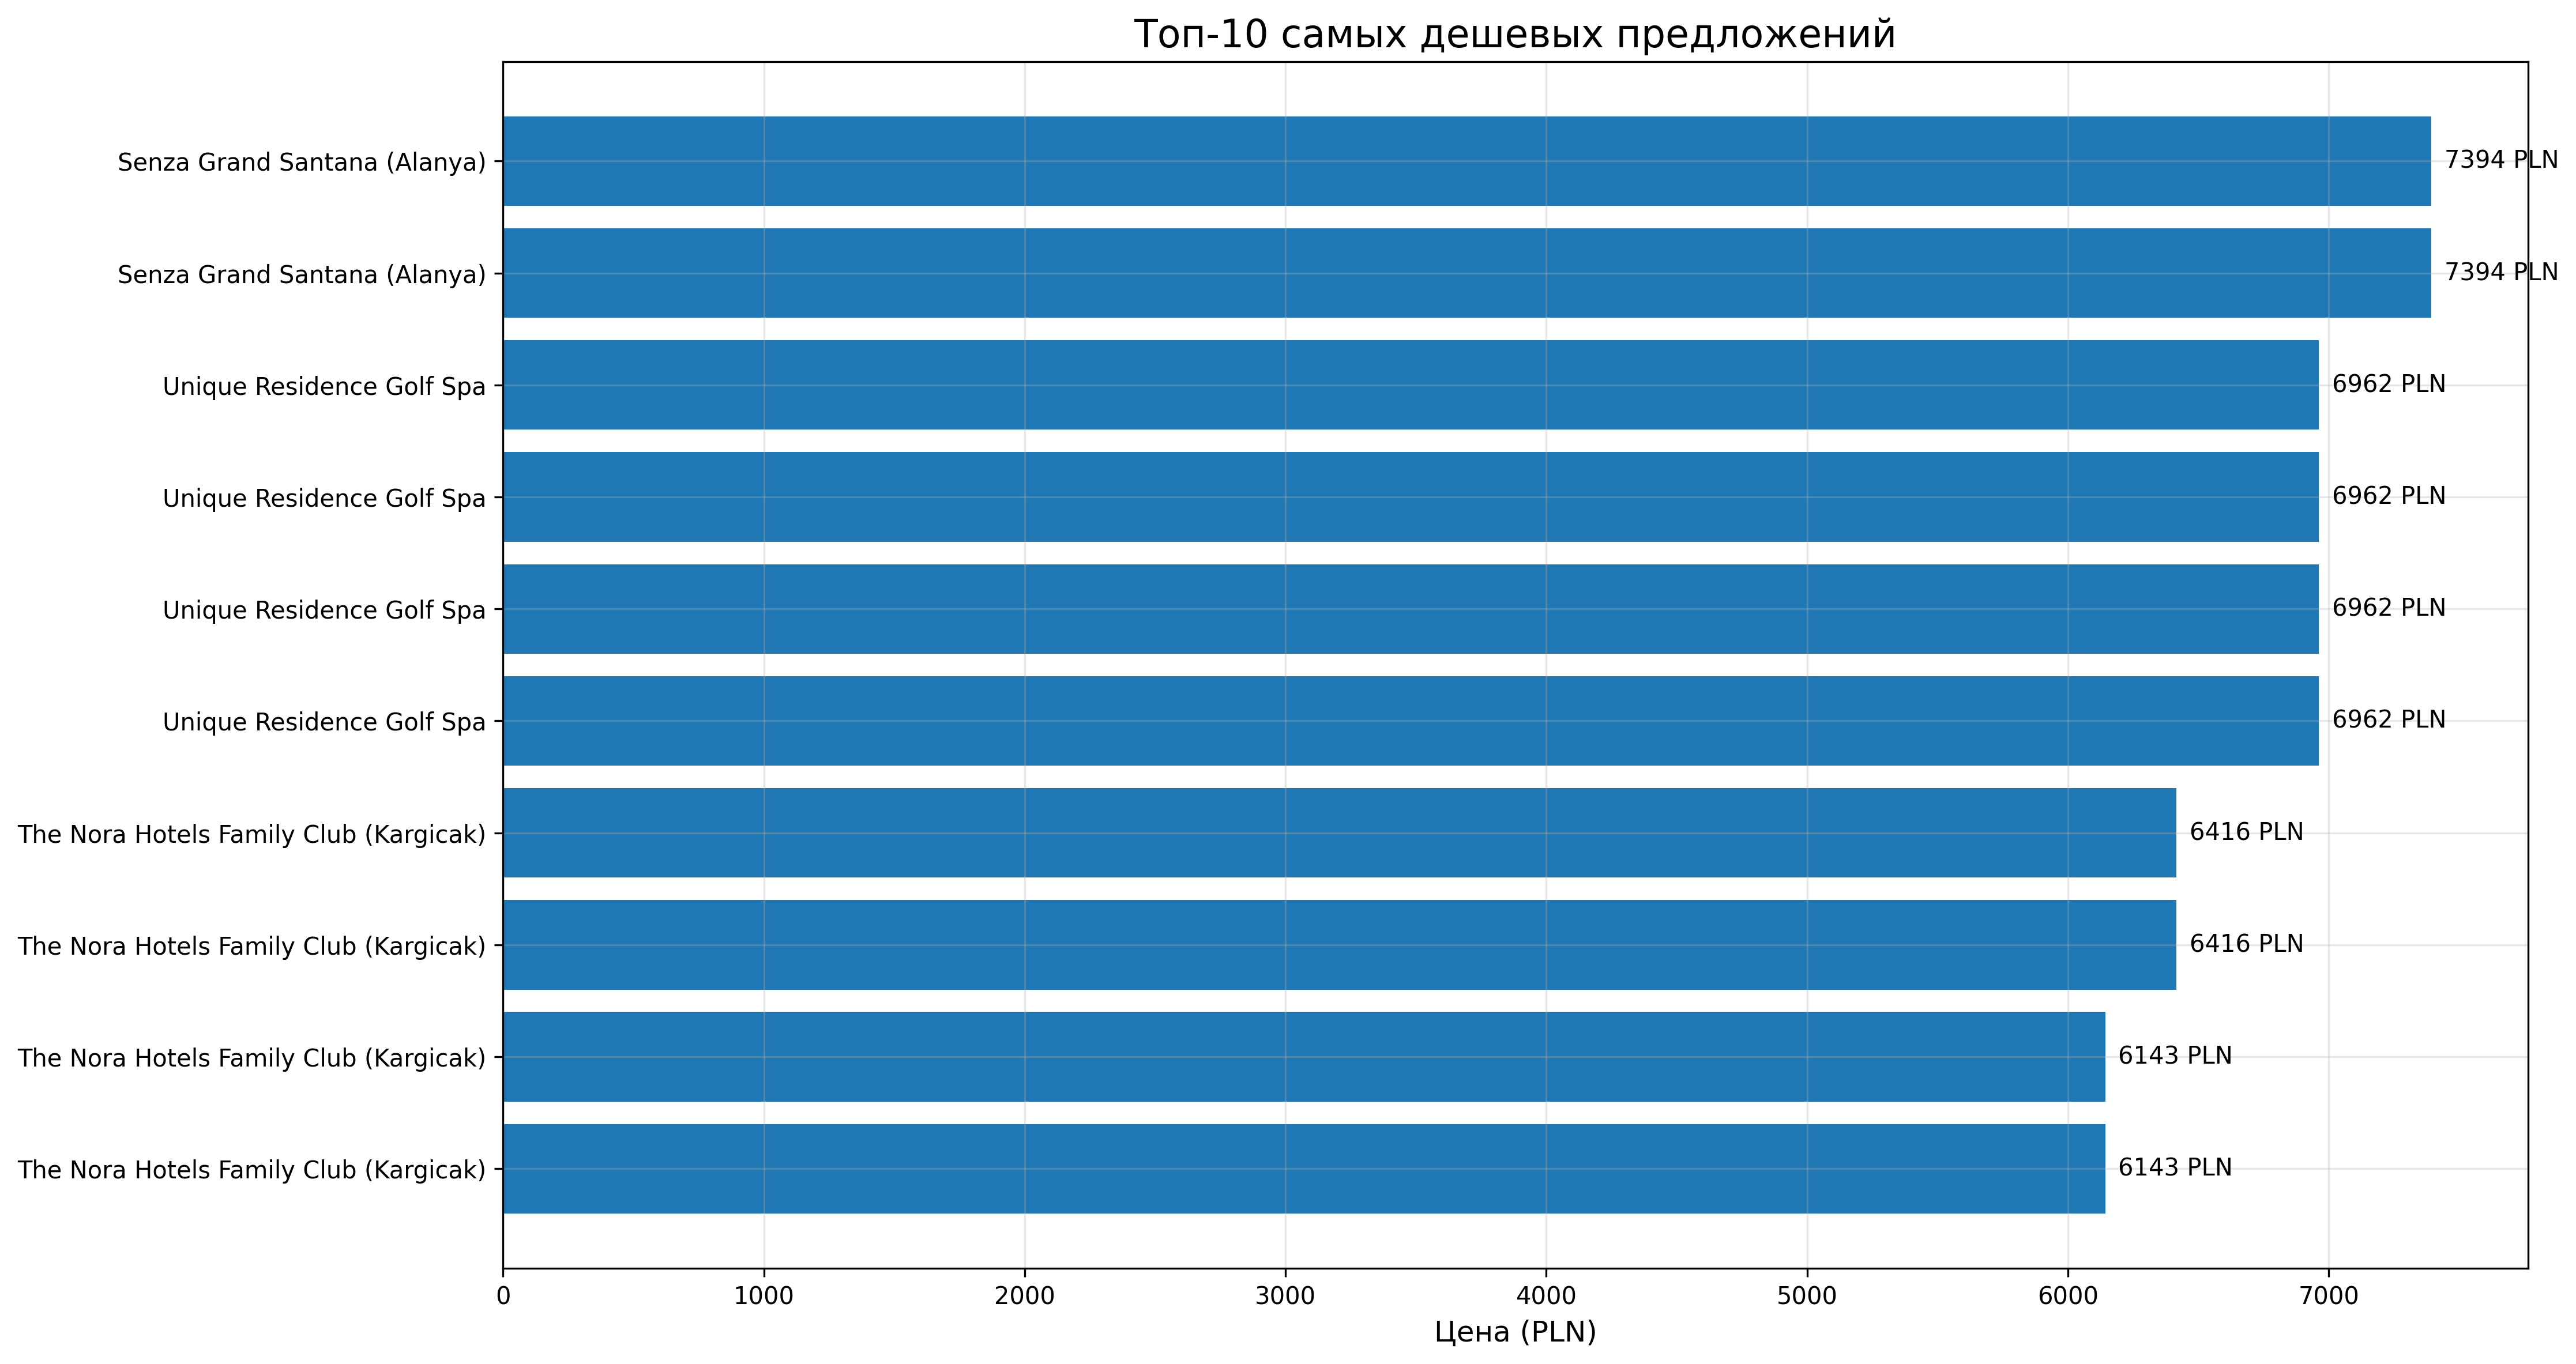 Топ-10 самых дешевых предложений
Senza Grand Santana (Alanya)
7394 PLN
Senza Grand Santana (Alanya)
7394 PLN
Unique Residence Golf Spa
6962 PLN
Unique Residence Golf Spa
6962 PLN
Unique Residence Golf Spa
6962 PLN
Unique Residence Golf Spa
6962 PLN
The Nora Hotels Family Club (Kargicak)
6416 PLN
The Nora Hotels Family Club (Kargicak)
6416 PLN
The Nora Hotels Family Club (Kargicak)
6143 PLN
The Nora Hotels Family Club (Kargicak)
6143 PLN
0 1000 2000 3000 4000 5000 6000 7000
Цена (PLN)